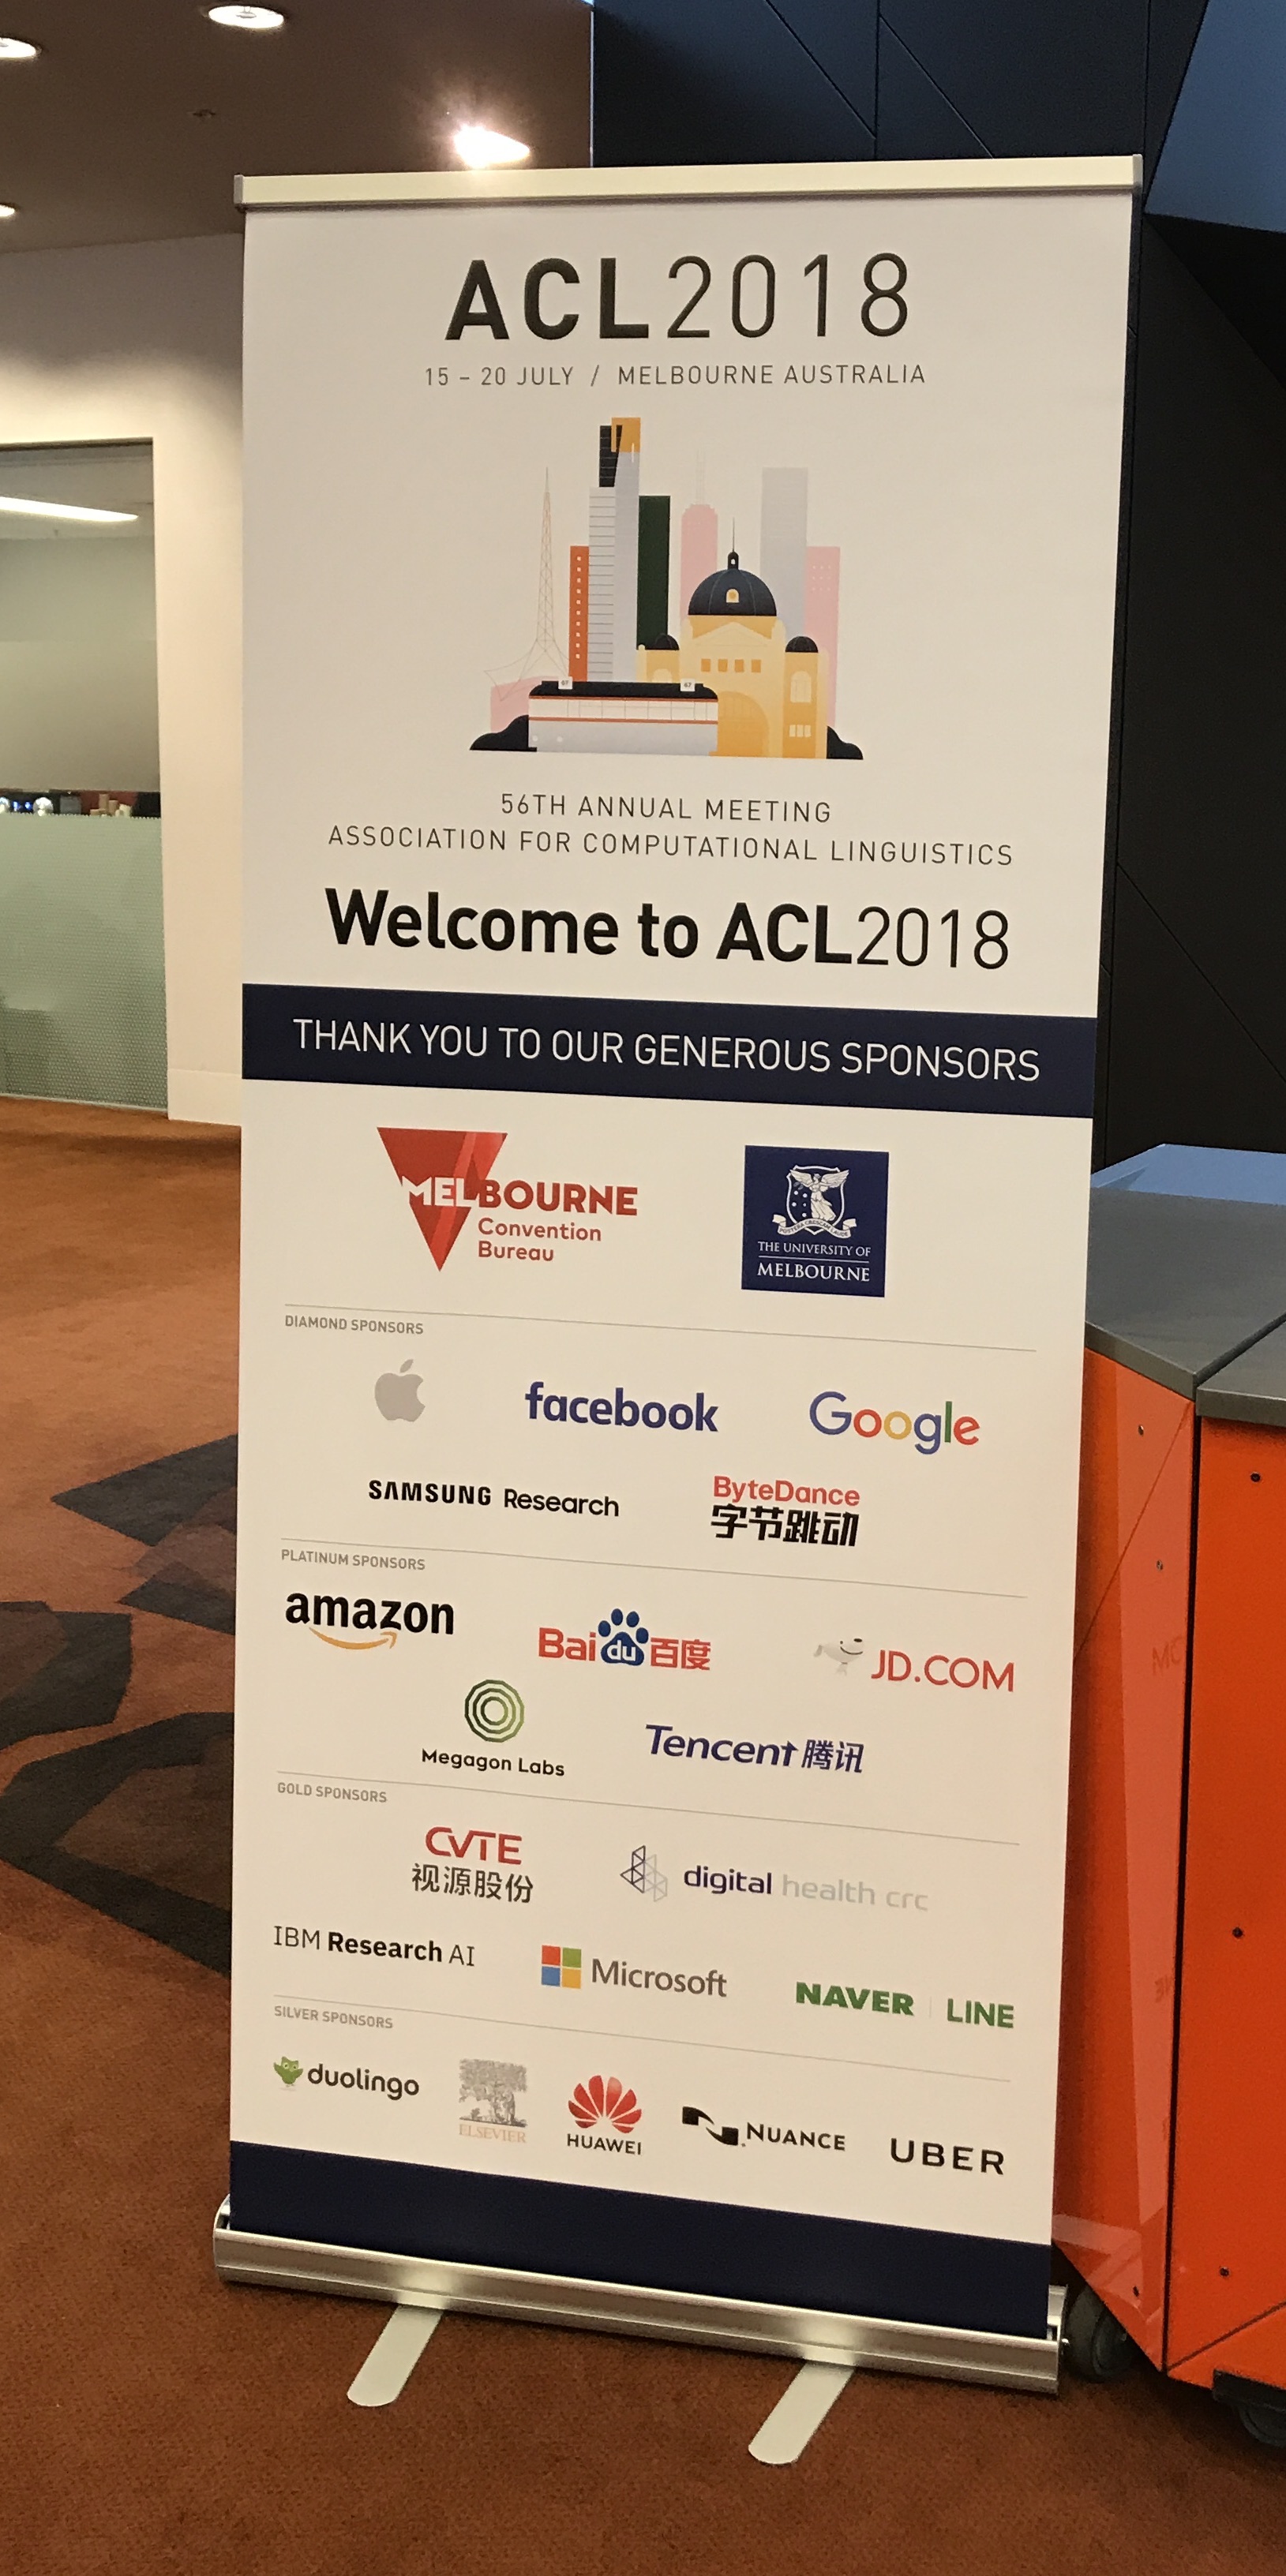 ACL2018
15 – 20 JULY / MELBOURNE AUSTRALIA
56TH ANNUAL MEETING
ASSOCIATION FOR COMPUTATIONAL LINGUISTICS
Welcome to ACL2018
THANK YOU TO OUR GENEROUS SPONSORS
MELBOURNE
Convention
Bureau
THE UNIVERSITY OF
MELBOURNE
DIAMOND SPONSORS
facebook
Google
SAMSUNG Research
ByteDance
字节跳动
PLATINUM SPONSORS
amazon
Bai du 百度
JD.COM
Megagon Labs
Tencent 腾讯
GOLD SPONSORS
CVTE
视源股份
digital health crc
IBM Research AI
Microsoft
NAVER | LINE
SILVER SPONSORS
duolingo
ELSEVIER
HUAWEI
NUANCE
UBER